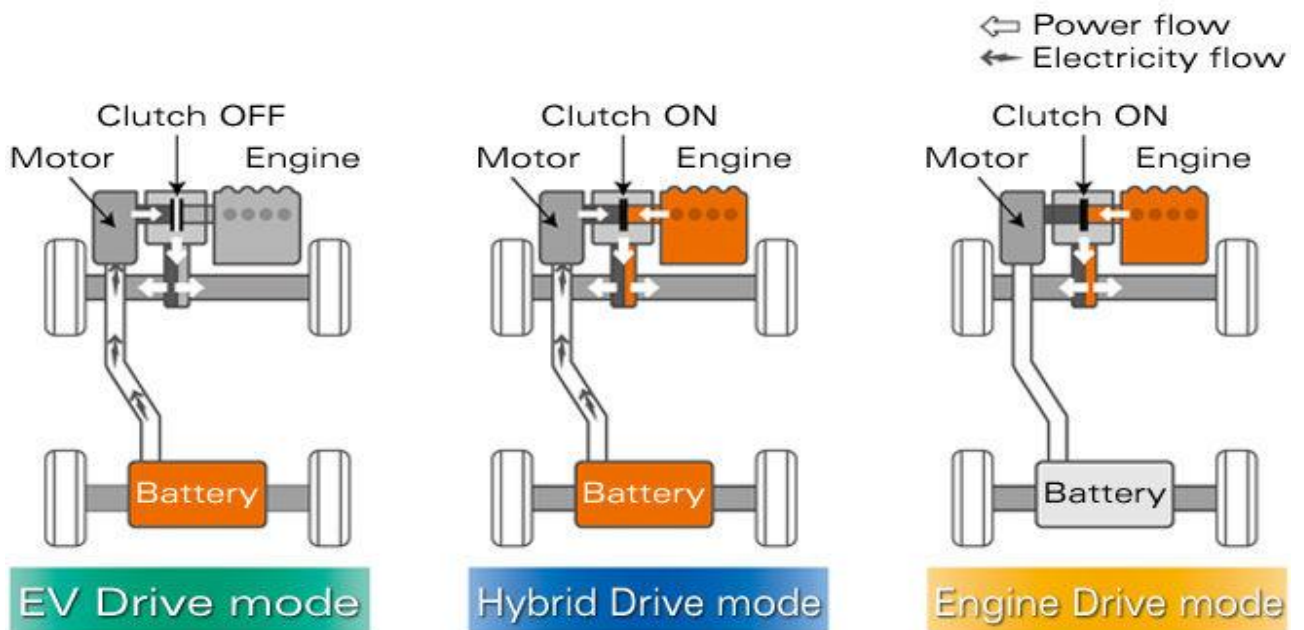 Power flow
Electricity flow
Clutch OFF
Motor
Engine
Battery
EV Drive mode
Clutch ON
Motor
Engine
Battery
Hybrid Drive mode
Clutch ON
Motor
Engine
Battery
Engine Drive mode